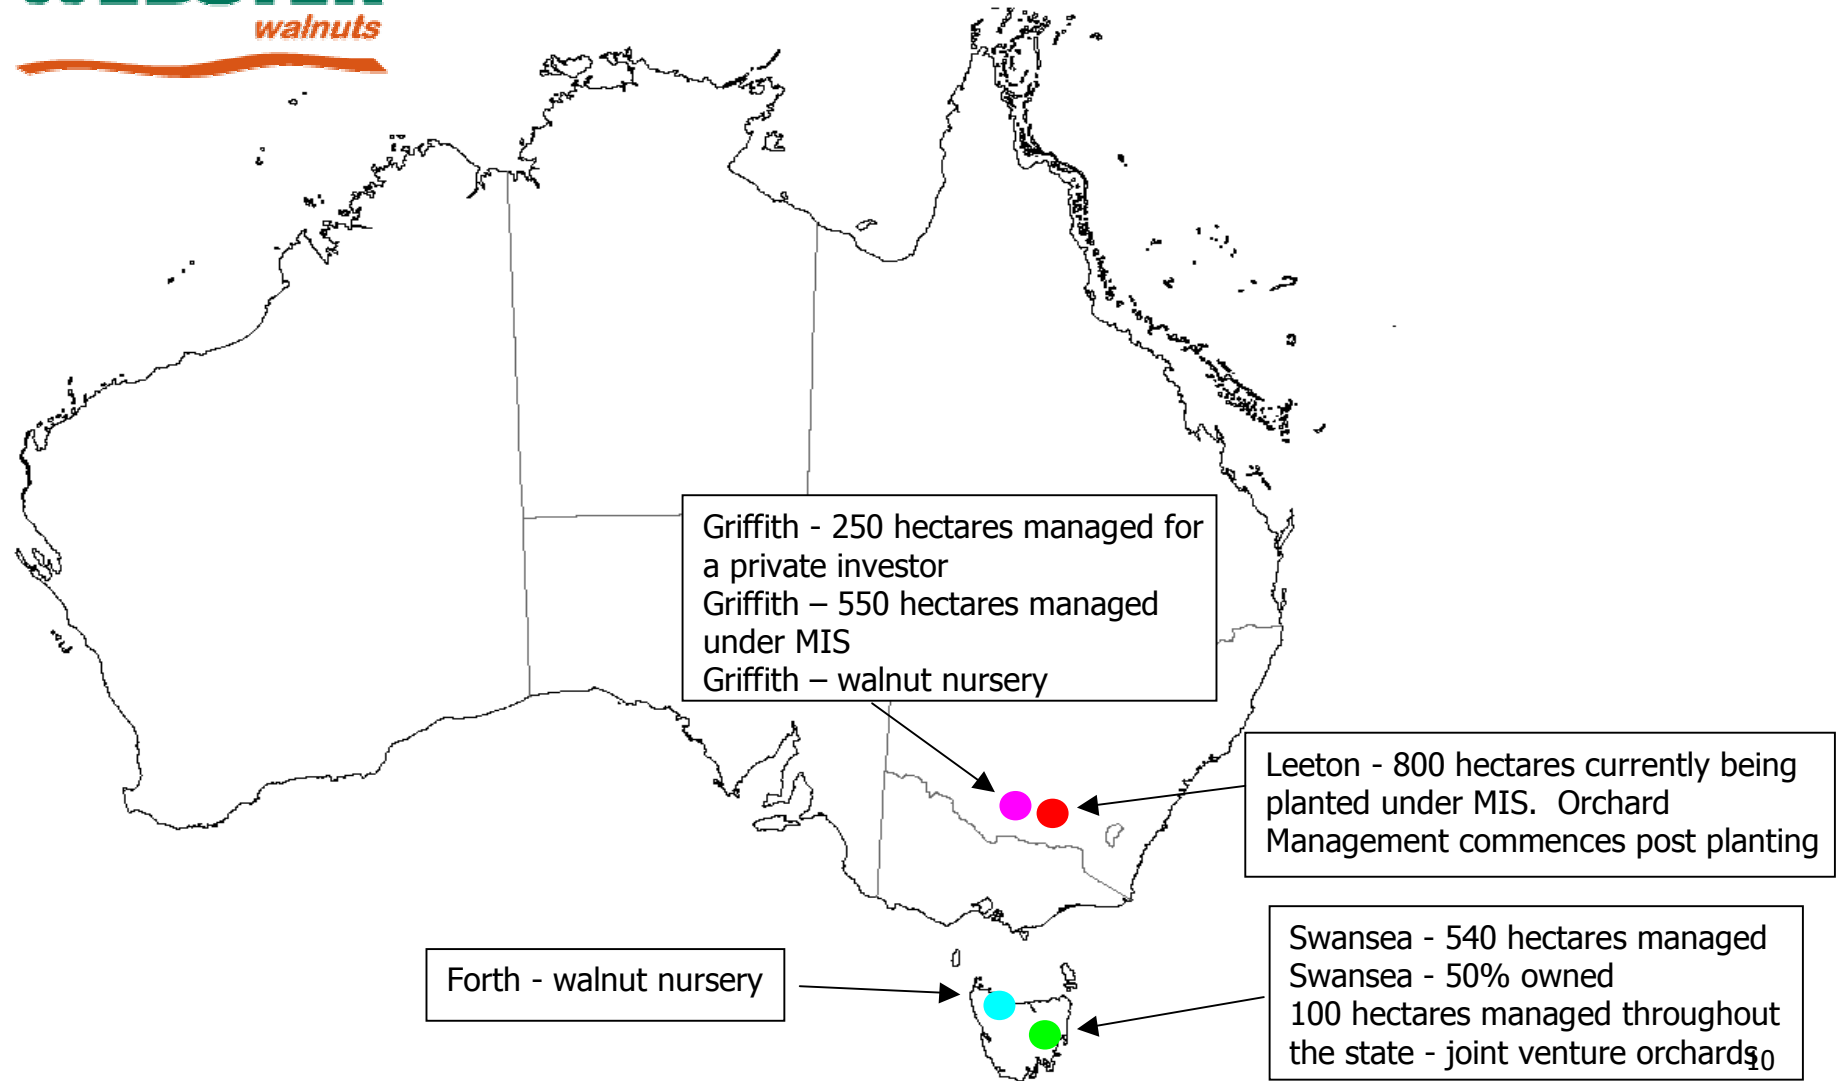 WEBSTER
walnuts
Griffith - 250 hectares managed for
a private investor
Griffith – 550 hectares managed
under MIS
Griffith – walnut nursery
Leeton - 800 hectares currently being
planted under MIS.  Orchard
Management commences post planting
Forth - walnut nursery
Swansea - 540 hectares managed
Swansea - 50% owned
100 hectares managed throughout
the state - joint venture orchards
10